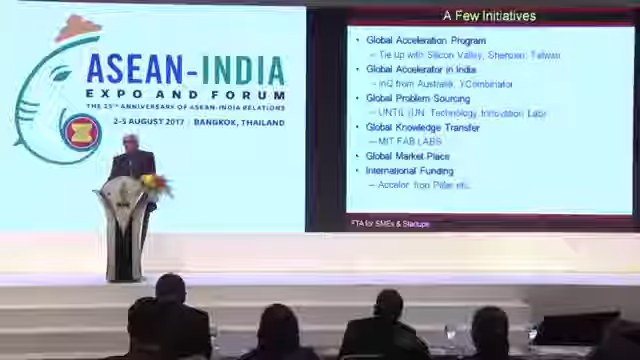 ASEAN-INDIA
EXPO AND FORUM
THE 25TH ANNIVERSARY OF ASEAN-INDIA RELATIONS
2-5 AUGUST 2017 | BANGKOK, THAILAND
A Few Initiatives
• Global Acceleration Program
– Tie up with Silicon Valley, Shenzen, Taiwan
• Global Accelerator in India
– InQ from Australia, YCombinator
• Global Problem Sourcing
– UNTIL (UN Technology Innovation Lab)
• Global Knowledge Transfer
– MIT FAB LABS
• Global Market Place
• International Funding
– Accelor from Pillar etc.
FTA for SMEs & Startups